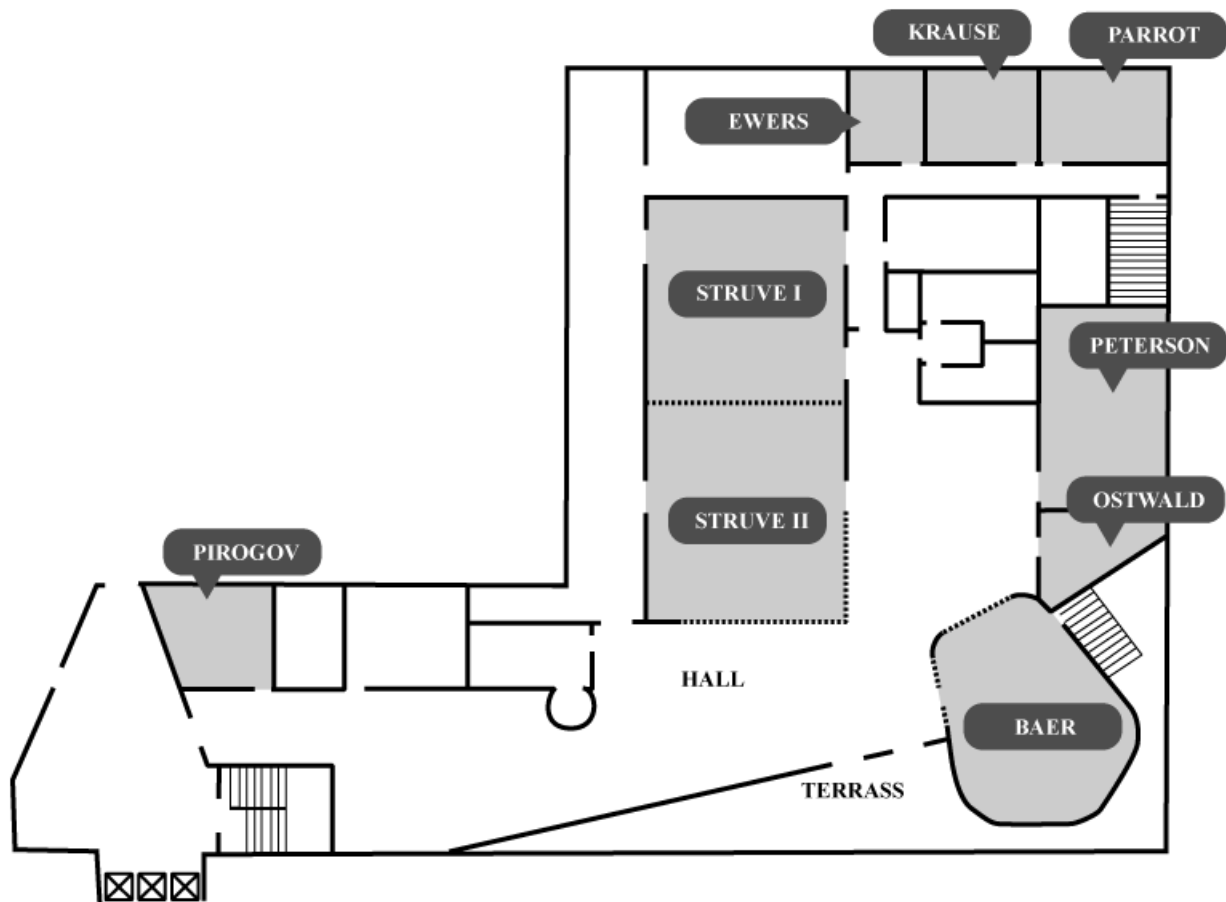 KRAUSE
PARROT
EWERS
STRUVE I
PETERSON
OSTWALD
STRUVE II
PIROGOV
HALL
BAER
TERRASS